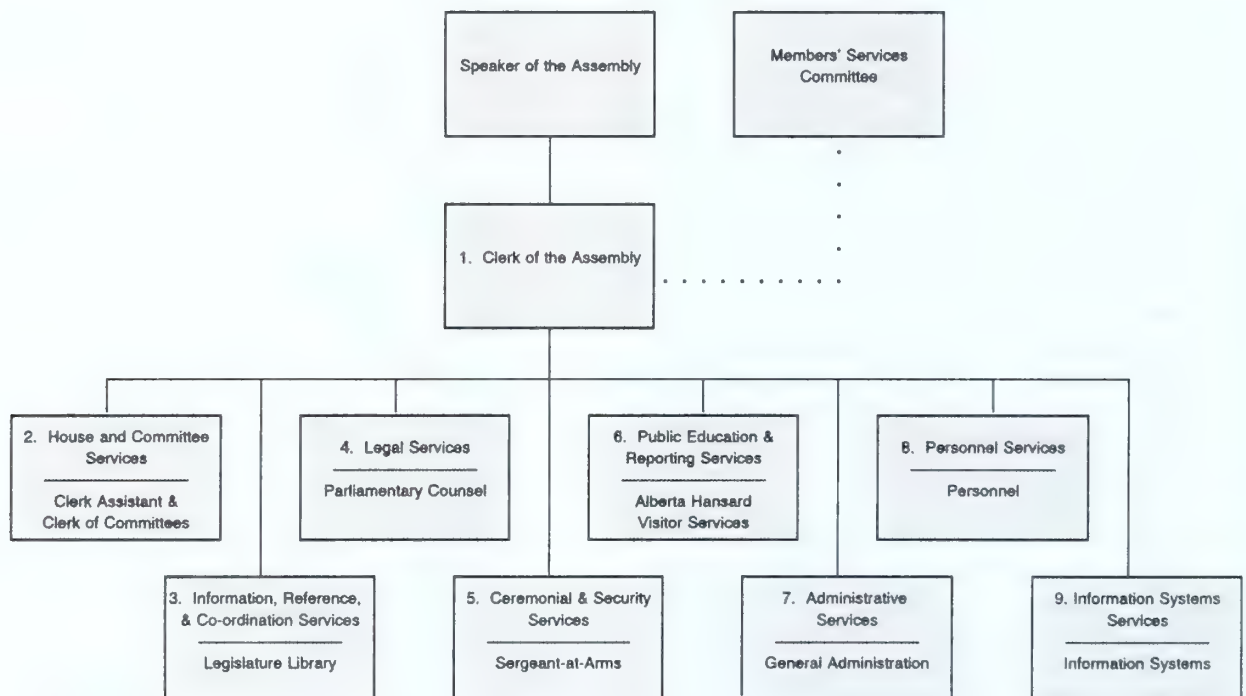 Speaker of the Assembly
Members' Services
Committee
1. Clerk of the Assembly
2. House and Committee
Services
Clerk Assistant &
Clerk of Committees
4. Legal Services
Parliamentary Counsel
6. Public Education &
Reporting Services
Alberta Hansard
Visitor Services
8. Personnel Services
Personnel
3. Information, Reference,
& Co-ordination Services
Legislature Library
5. Ceremonial & Security
Services
Sergeant-at-Arms
7. Administrative
Services
General Administration
9. Information Systems
Services
Information Systems